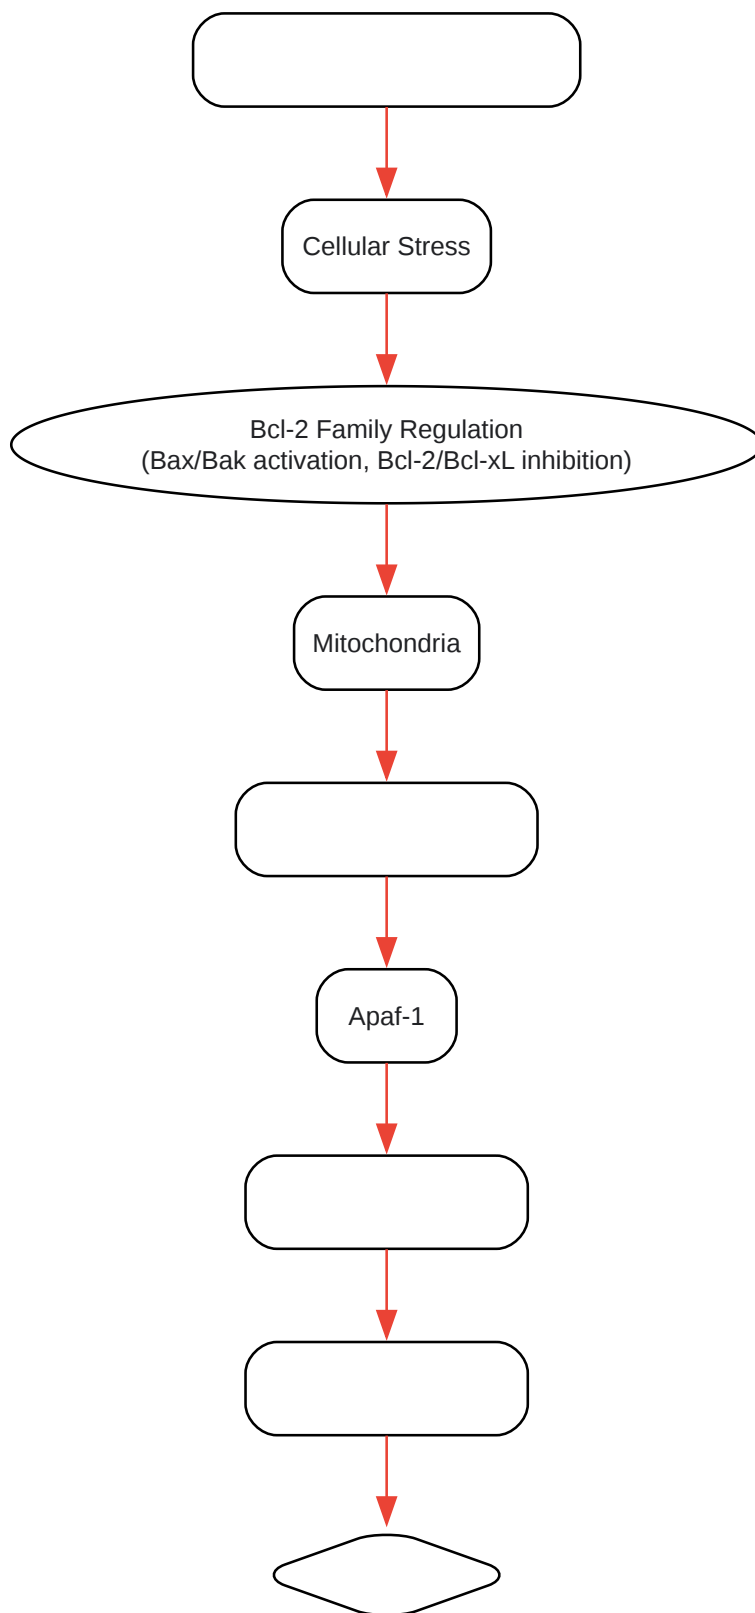 Cellular Stress
Bcl-2 Family Regulation
(Bax/Bak activation, Bcl-2/Bcl-xL inhibition)
Mitochondria
Apaf-1